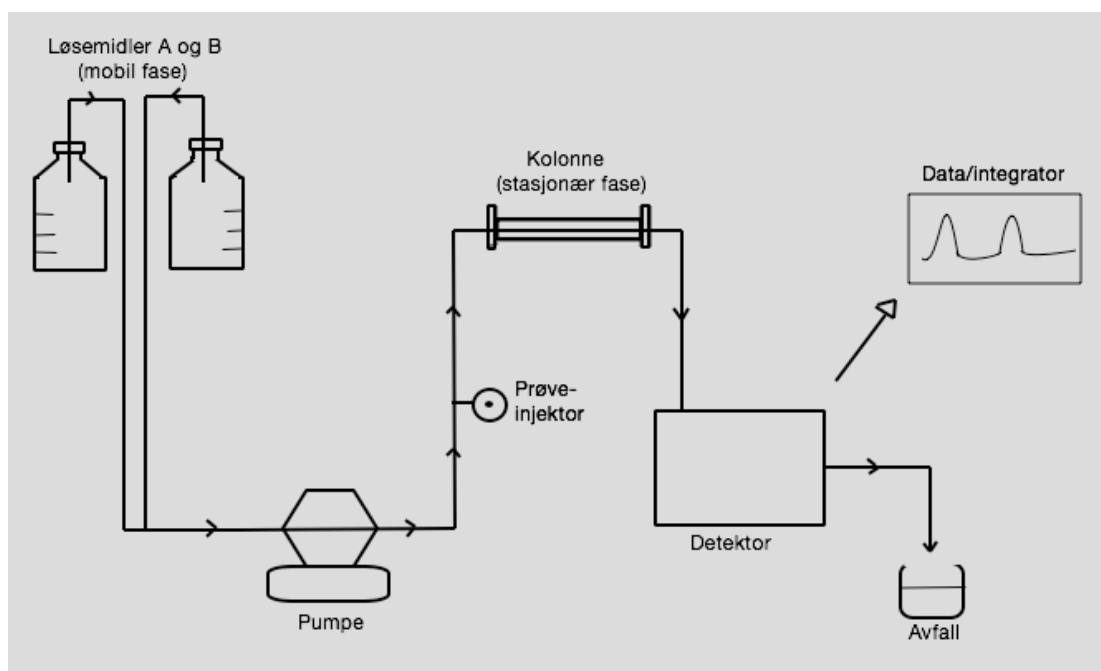 Løsemidler A og B
(mobil fase)
Kolonne
(stasjonær fase)
Data/integrator
Prøve-
injektor
Detektor
Pumpe
Avfall